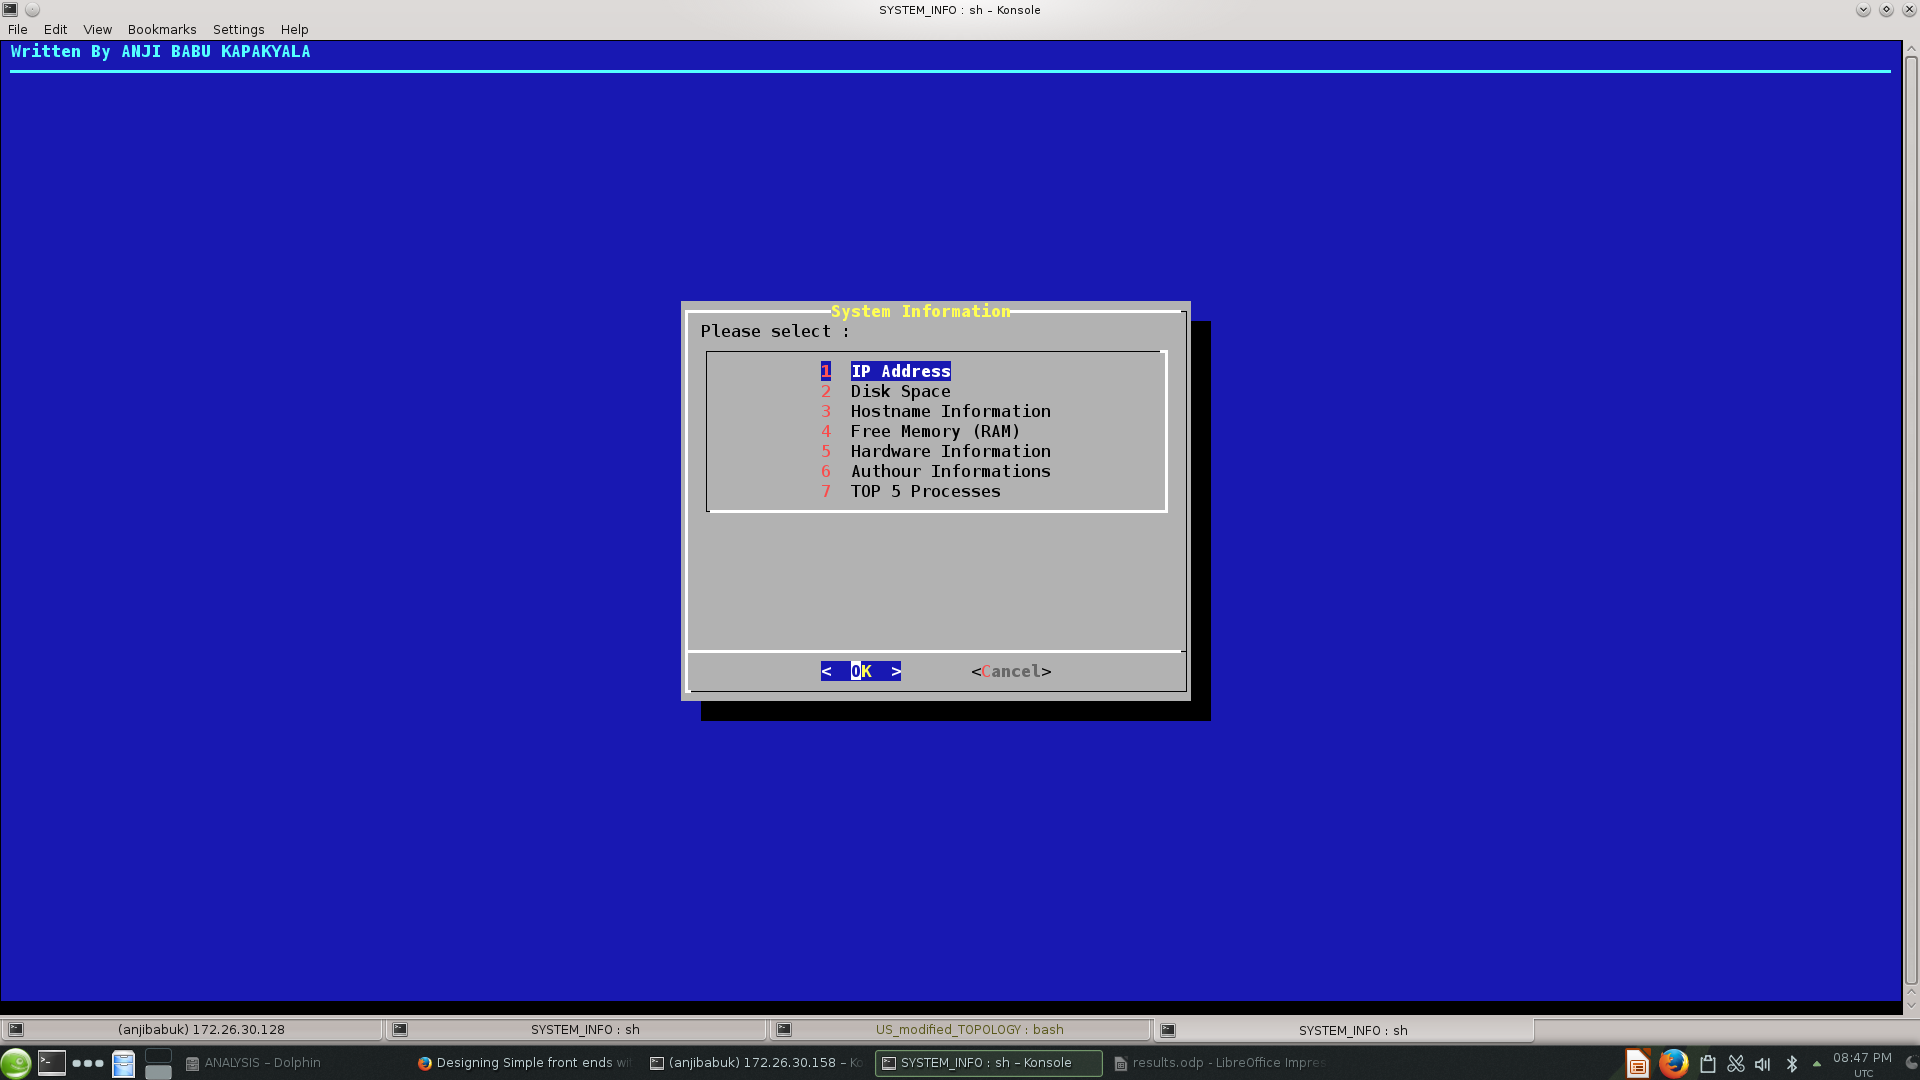 SYSTEM_INFO : sh – Konsole
File Edit View Bookmarks Settings Help
Written By ANJI BABU KAPAKYALA
System Information
Please select :
1 IP Address
2 Disk Space
3 Hostname Information
4 Free Memory (RAM)
5 Hardware Information
6 Authour Informations
7 TOP 5 Processes
< OK > <Cancel>
(anjibabuk) 172.26.30.128 SYSTEM_INFO : sh US_modified_TOPOLOGY : bash SYSTEM_INFO : sh
ANALYSIS – Dolphin Designing Simple front ends wi (anjibabuk) 172.26.30.158 – Ko SYSTEM_INFO : sh – Konsole results.odp - LibreOffice Impres 08:47 PM
UTC